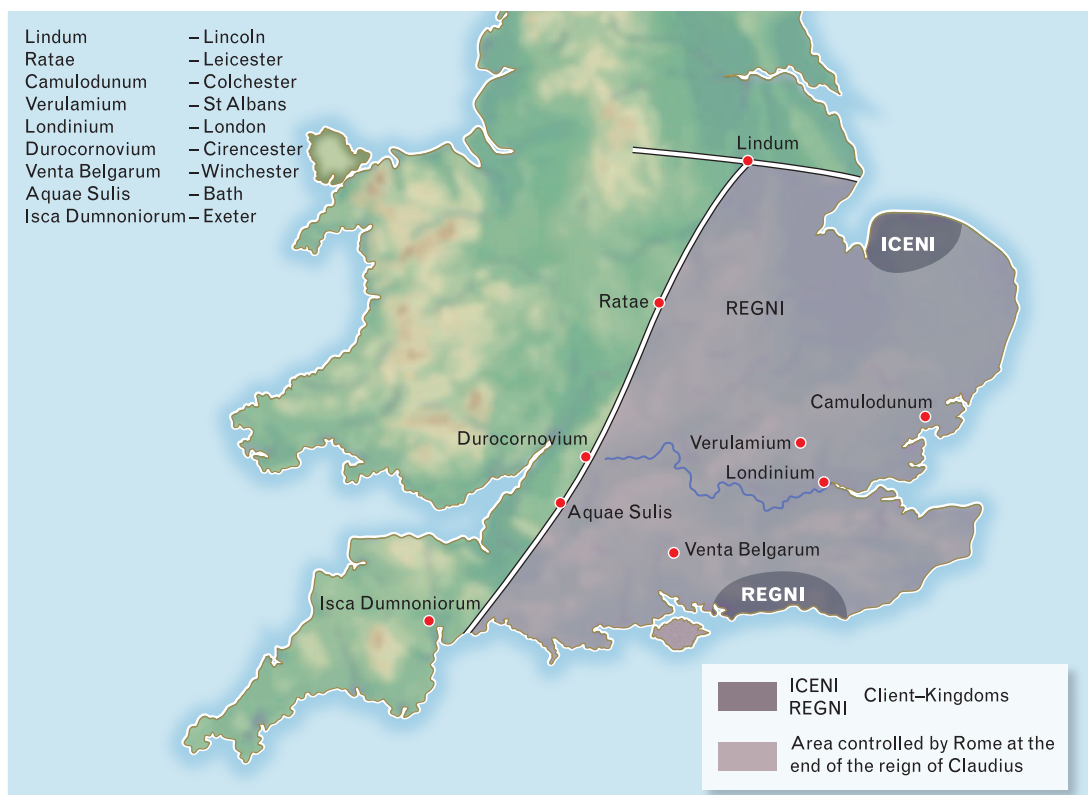 Lindum – Lincoln
Ratae – Leicester
Camulodunum – Colchester
Verulamium – St Albans
Londinium – London
Durocornovium – Cirencester
Venta Belgarum – Winchester
Aquae Sulis – Bath
Isca Dumnoniorum – Exeter
Lindum
ICENI
Ratae
REGNI
Camulodunum
Durocornovium
Verulamium
Londinium
Aquae Sulis
Venta Belgarum
Isca Dumnoniorum
REGNI
ICENI
REGNI
Client–Kingdoms
Area controlled by Rome at the
end of the reign of Claudius